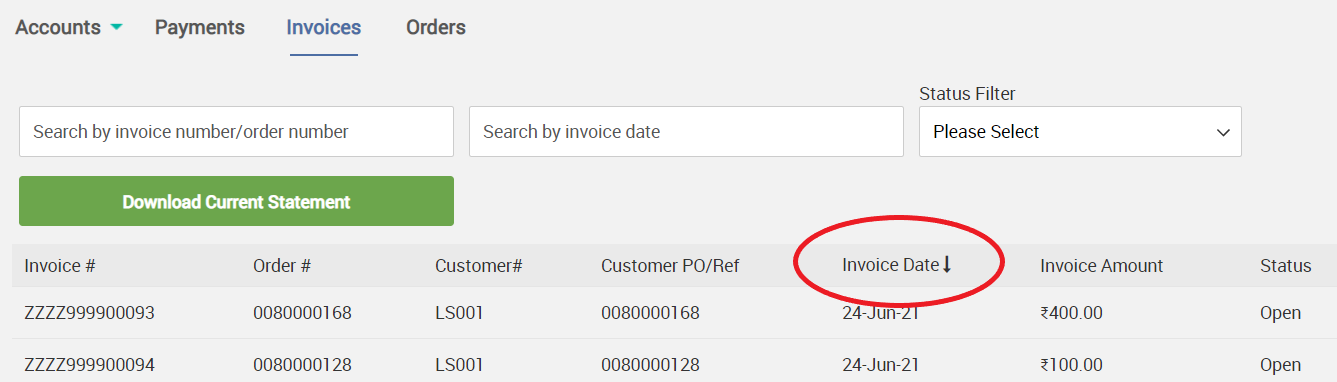 Accounts Payments Invoices Orders
Status Filter
Search by invoice number/order number Search by invoice date Please Select
Download Current Statement
Invoice # Order # Customer# Customer PO/Ref Invoice Date Invoice Amount Status
ZZZZ999900093 0080000168 LS001 0080000168 24-Jun-21 ₹400.00 Open
ZZZZ999900094 0080000128 LS001 0080000128 24-Jun-21 ₹100.00 Open